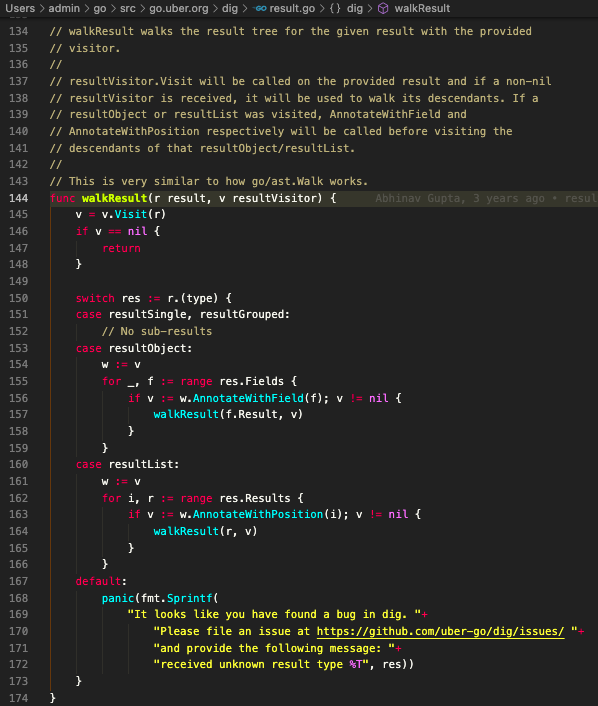 Users > admin > go > src > go.uber.org > dig > GO result.go > {} dig > walkResult
134 // walkResult walks the result tree for the given result with the provided
135 // visitor.
136 //
137 // resultVisitor.Visit will be called on the provided result and if a non-nil
138 // resultVisitor is received, it will be used to walk its descendants. If a
139 // resultObject or resultList was visited, AnnotateWithField and
140 // AnnotateWithPosition respectively will be called before visiting the
141 // descendants of that resultObject/resultList.
142 //
143 // This is very similar to how go/ast.Walk works.
144 func walkResult(r result, v resultVisitor) { Abhinav Gupta, 3 years ago • resul
145     v = v.Visit(r)
146     if v == nil {
147         return
148     }
149
150     switch res := r.(type) {
151     case resultSingle, resultGrouped:
152         // No sub-results
153     case resultObject:
154         w := v
155         for _, f := range res.Fields {
156             if v := w.AnnotateWithField(f); v != nil {
157                 walkResult(f.Result, v)
158             }
159         }
160     case resultList:
161         w := v
162         for i, r := range res.Results {
163             if v := w.AnnotateWithPosition(i); v != nil {
164                 walkResult(r, v)
165             }
166         }
167     default:
168         panic(fmt.Sprintf(
169             "It looks like you have found a bug in dig. "+
170                 "Please file an issue at https://github.com/uber-go/dig/issues/ "+
171                 "and provide the following message: "+
172                 "received unknown result type %T", res))
173     }
174 }